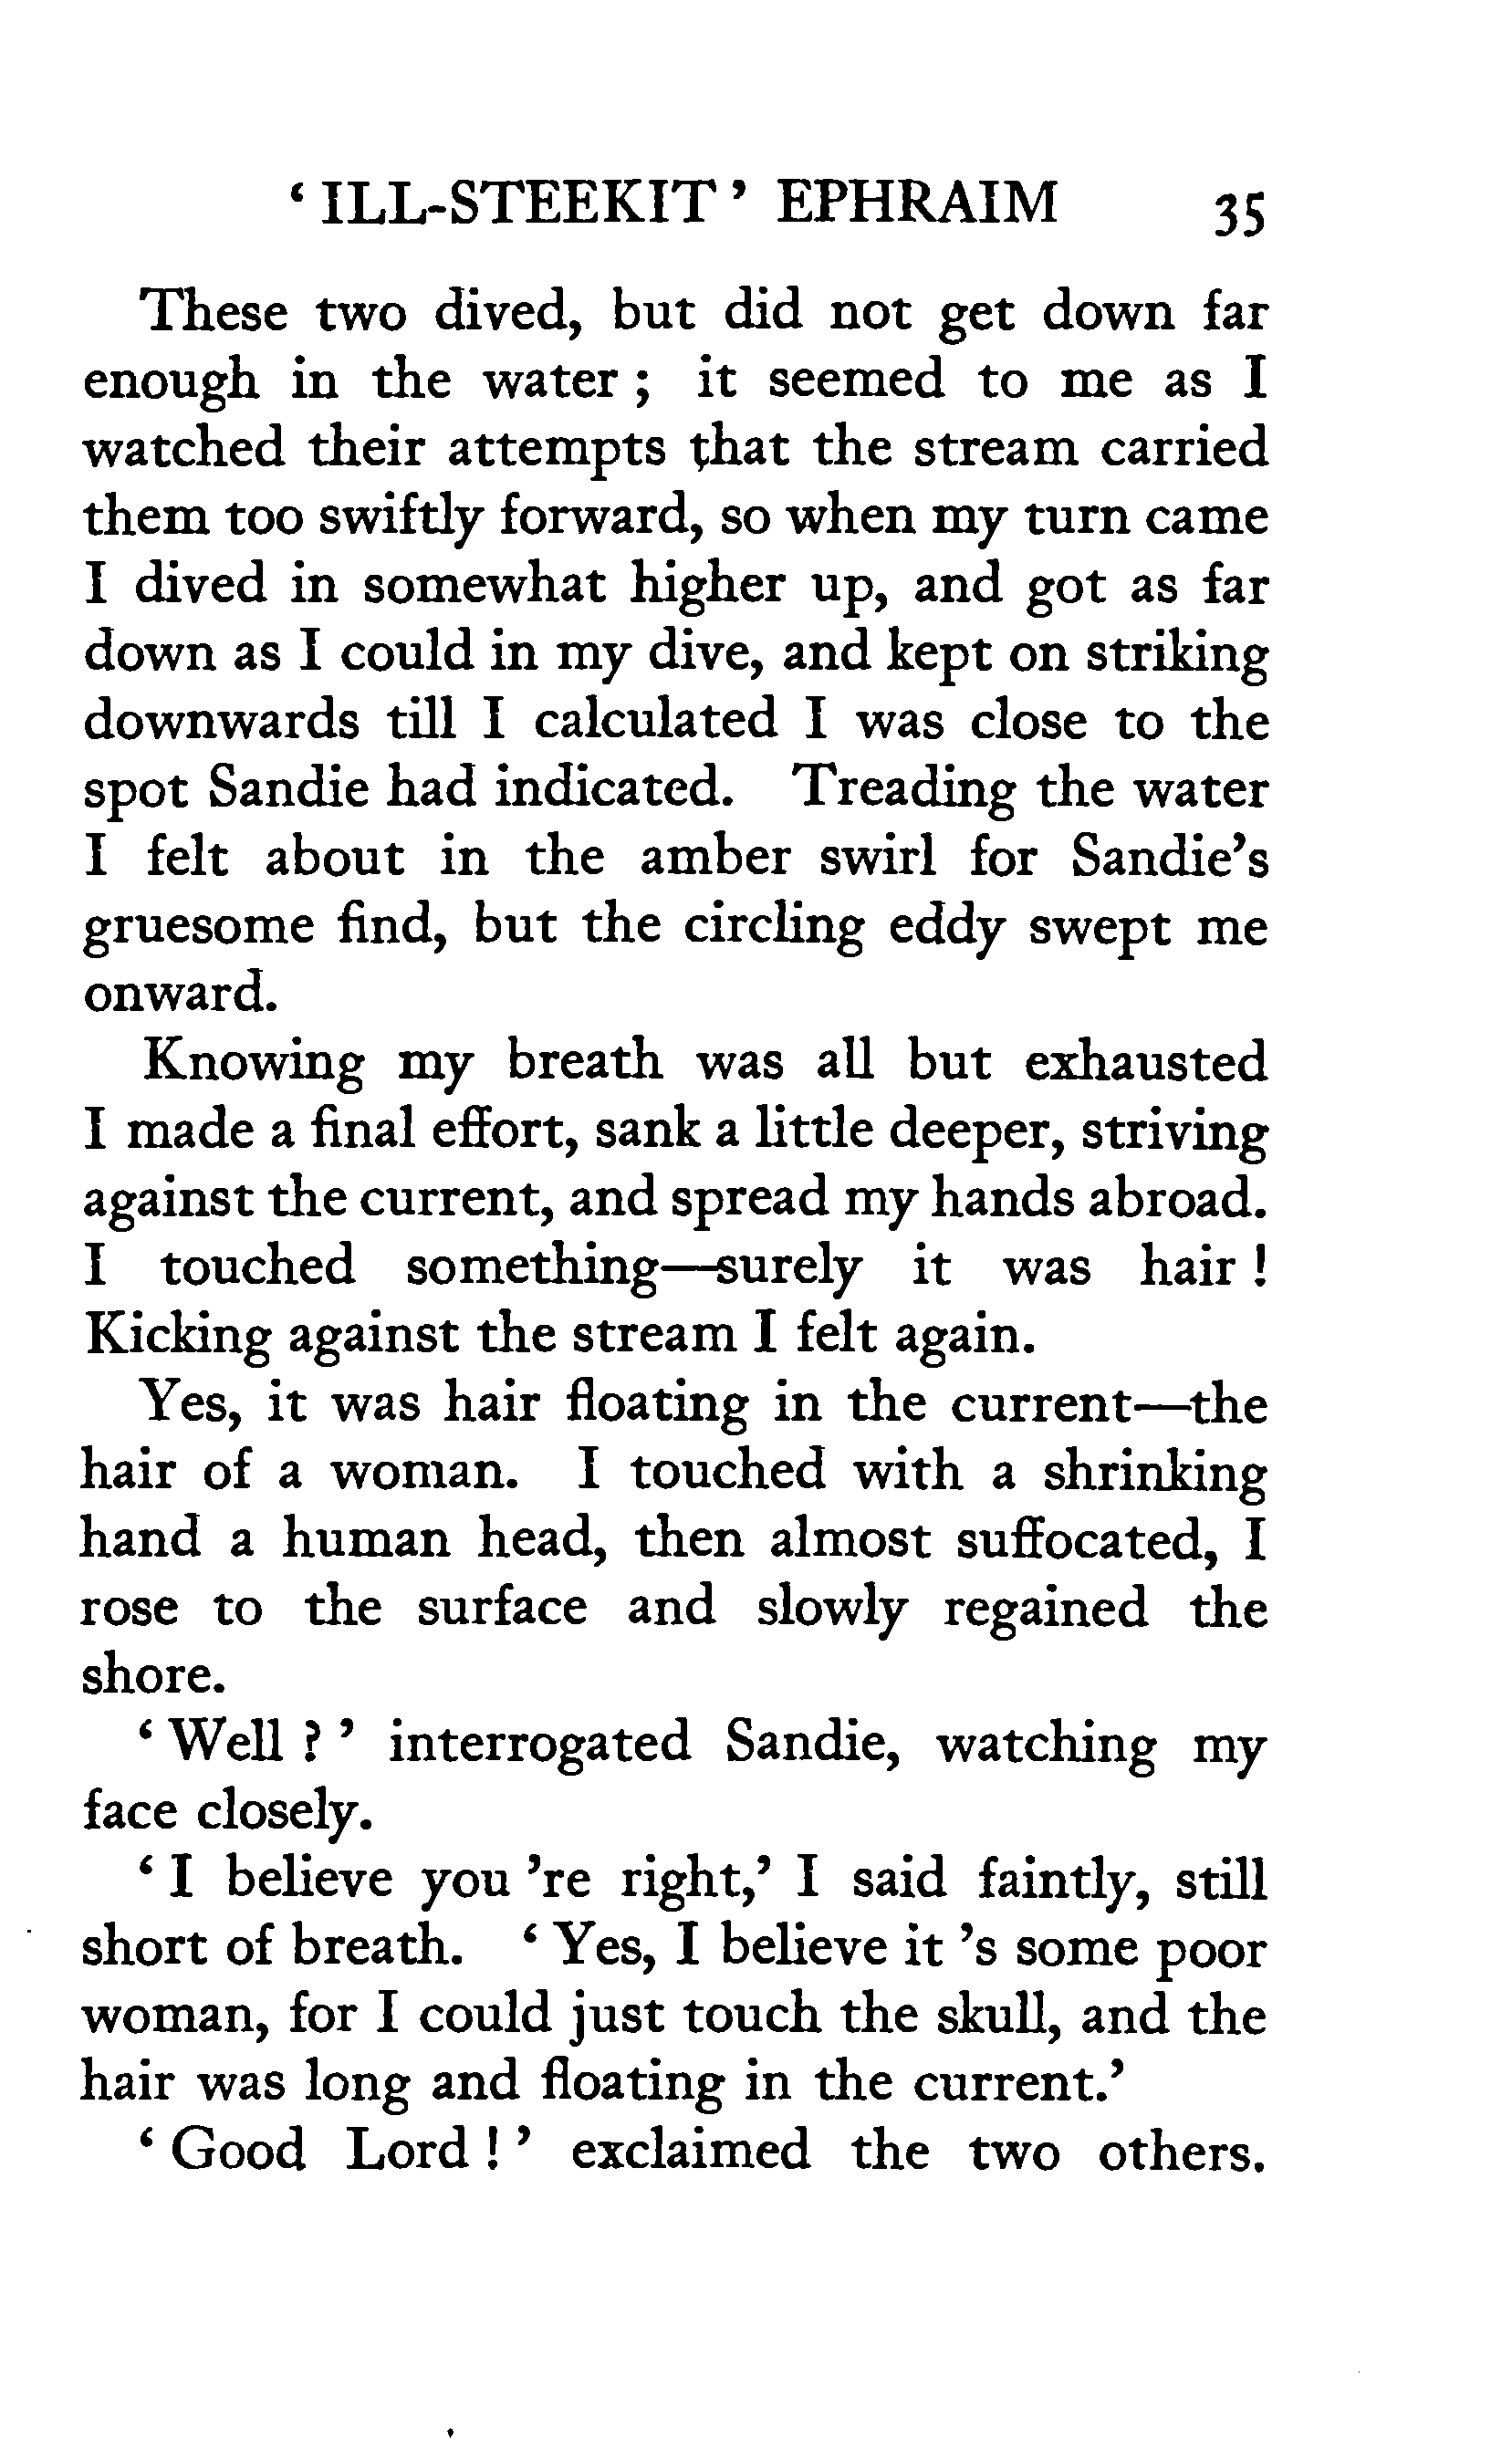 ‘ ILL-STEEKIT ’ EPHRAIM 35
These two dived, but did not get down far
enough in the water ; it seemed to me as I
watched their attempts that the stream carried
them too swiftly forward, so when my turn came
I dived in somewhat higher up, and got as far
down as I could in my dive, and kept on striking
downwards till I calculated I was close to the
spot Sandie had indicated. Treading the water
I felt about in the amber swirl for Sandie’s
gruesome find, but the circling eddy swept me
onward.
Knowing my breath was all but exhausted
I made a final effort, sank a little deeper, striving
against the current, and spread my hands abroad.
I touched something—surely it was hair !
Kicking against the stream I felt again.
Yes, it was hair floating in the current—the
hair of a woman. I touched with a shrinking
hand a human head, then almost suffocated, I
rose to the surface and slowly regained the
shore.
‘ Well ? ’ interrogated Sandie, watching my
face closely.
‘ I believe you ’re right,’ I said faintly, still
short of breath. ‘ Yes, I believe it ’s some poor
woman, for I could just touch the skull, and the
hair was long and floating in the current.’
‘ Good Lord ! ’ exclaimed the two others.